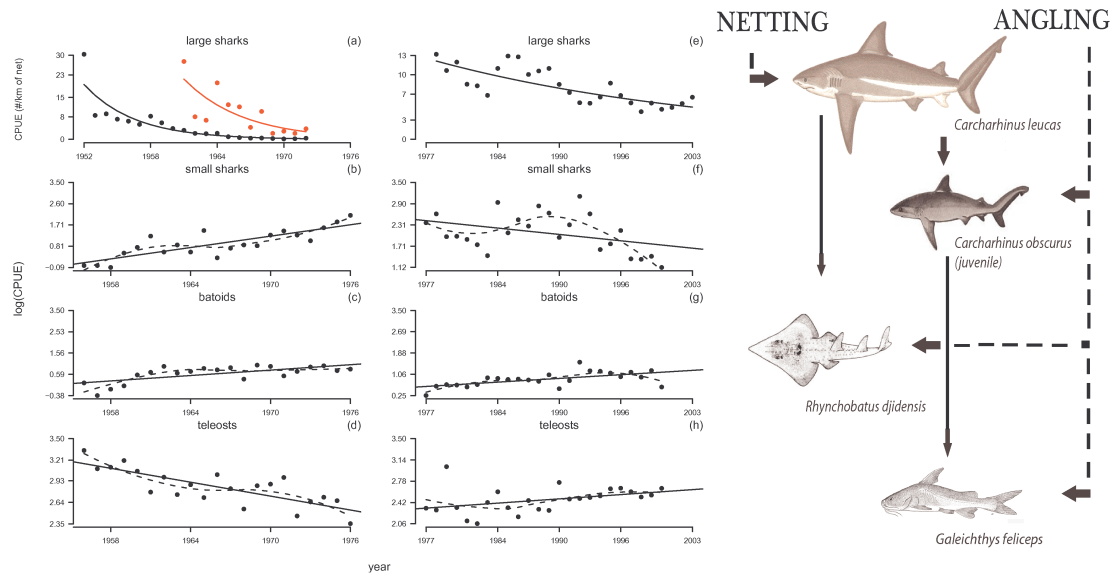 NETTING
ANGLING
large sharks
(a)
CPUE (#/km of net)
30
23
15
8
0
1952
1958
1964
1970
1976
large sharks
(e)
13
10
7
3
0
1977
1984
1990
1996
2003
log(CPUE)
small sharks
(b)
3.50
2.60
1.71
0.81
−0.09
1958
1964
1970
1976
small sharks
(f)
3.50
2.90
2.31
1.71
1.12
1977
1984
1990
1996
2003
batoids
(c)
3.50
2.53
1.56
0.59
−0.38
1958
1964
1970
1976
batoids
(g)
3.50
2.69
1.88
1.06
0.25
1977
1984
1990
1996
2003
teleosts
(d)
3.50
3.21
2.93
2.64
2.35
1958
1964
1970
1976
teleosts
(h)
3.50
3.14
2.78
2.42
2.06
1977
1984
1990
1996
2003
year
Carcharhinus leucas
Carcharhinus obscurus
(juvenile)
Rhynchobatus djidensis
Galeichthys feliceps